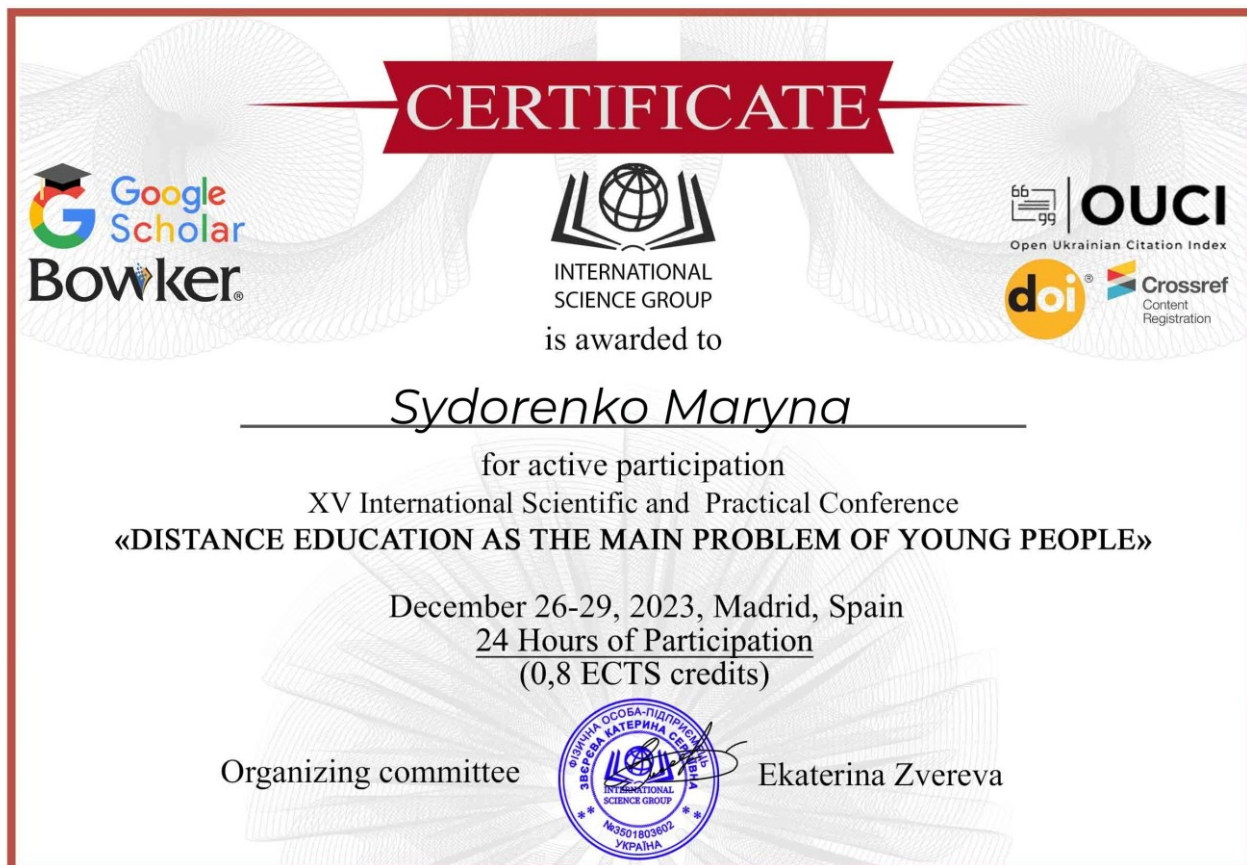 CERTIFICATE
Google
Scholar
Bowker®
INTERNATIONAL
SCIENCE GROUP
66
99
OUCI
Open Ukrainian Citation Index
doi®
Crossref
Content
Registration
is awarded to
Sydorenko Maryna
for active participation
XV International Scientific and Practical Conference
«DISTANCE EDUCATION AS THE MAIN PROBLEM OF YOUNG PEOPLE»
December 26-29, 2023, Madrid, Spain
24 Hours of Participation
(0,8 ECTS credits)
Organizing committee
ФІЗИЧНА ОСОБА-ПІДПРИЄМЕЦЬ
ЗВЄРЄВА КАТЕРИНА СЕРГІЇВНА
INTERNATIONAL
SCIENCE GROUP
№3501803602
УКРАЇНА
Ekaterina Zvereva